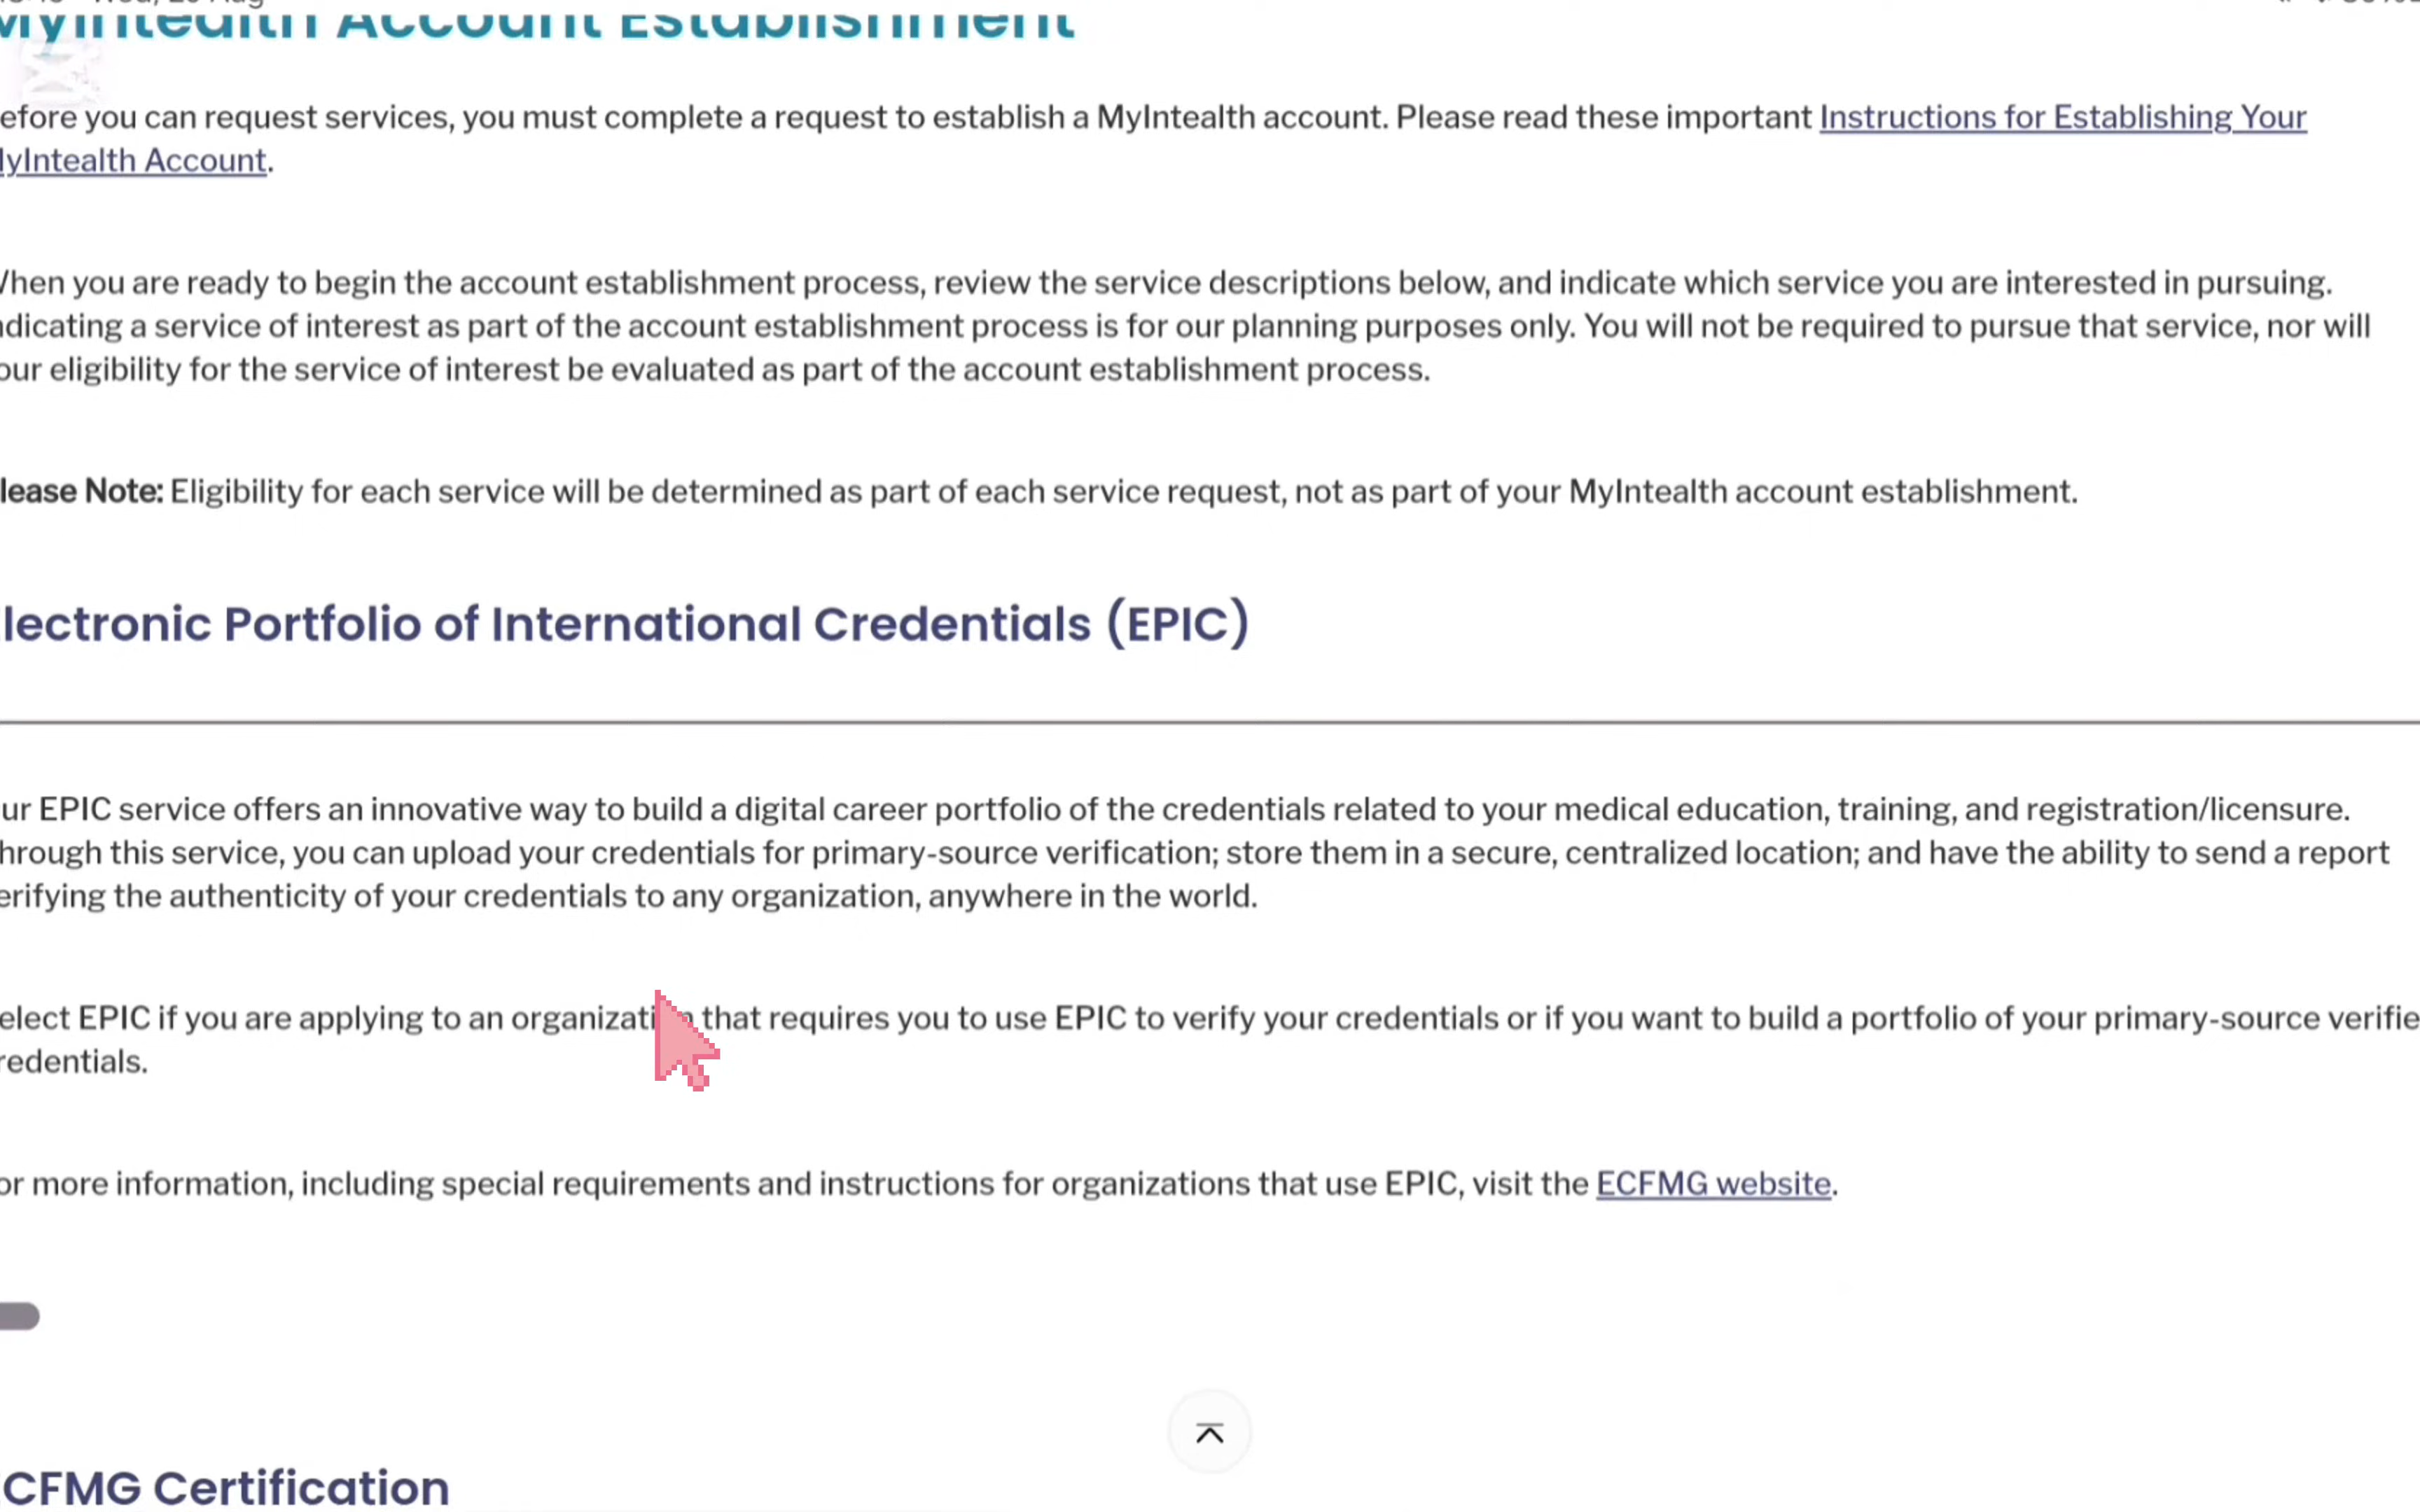 MyIntealth Account Establishment
efore you can request services, you must complete a request to establish a MyIntealth account. Please read these important Instructions for Establishing Your
yIntealth Account.
hen you are ready to begin the account establishment process, review the service descriptions below, and indicate which service you are interested in pursuing.
dicating a service of interest as part of the account establishment process is for our planning purposes only. You will not be required to pursue that service, nor will
our eligibility for the service of interest be evaluated as part of the account establishment process.
lease Note: Eligibility for each service will be determined as part of each service request, not as part of your MyIntealth account establishment.
lectronic Portfolio of International Credentials (EPIC)
ur EPIC service offers an innovative way to build a digital career portfolio of the credentials related to your medical education, training, and registration/licensure.
hrough this service, you can upload your credentials for primary-source verification; store them in a secure, centralized location; and have the ability to send a report
erifying the authenticity of your credentials to any organization, anywhere in the world.
elect EPIC if you are applying to an organization that requires you to use EPIC to verify your credentials or if you want to build a portfolio of your primary-source verifie
redentials.
or more information, including special requirements and instructions for organizations that use EPIC, visit the ECFMG website.
CFMG Certification